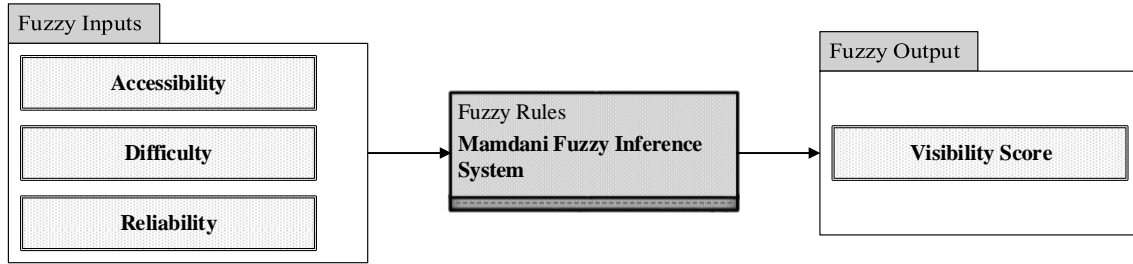 Fuzzy Inputs
Accessibility
Difficulty
Reliability
Fuzzy Rules
Mamdani Fuzzy Inference
System
Fuzzy Output
Visibility Score